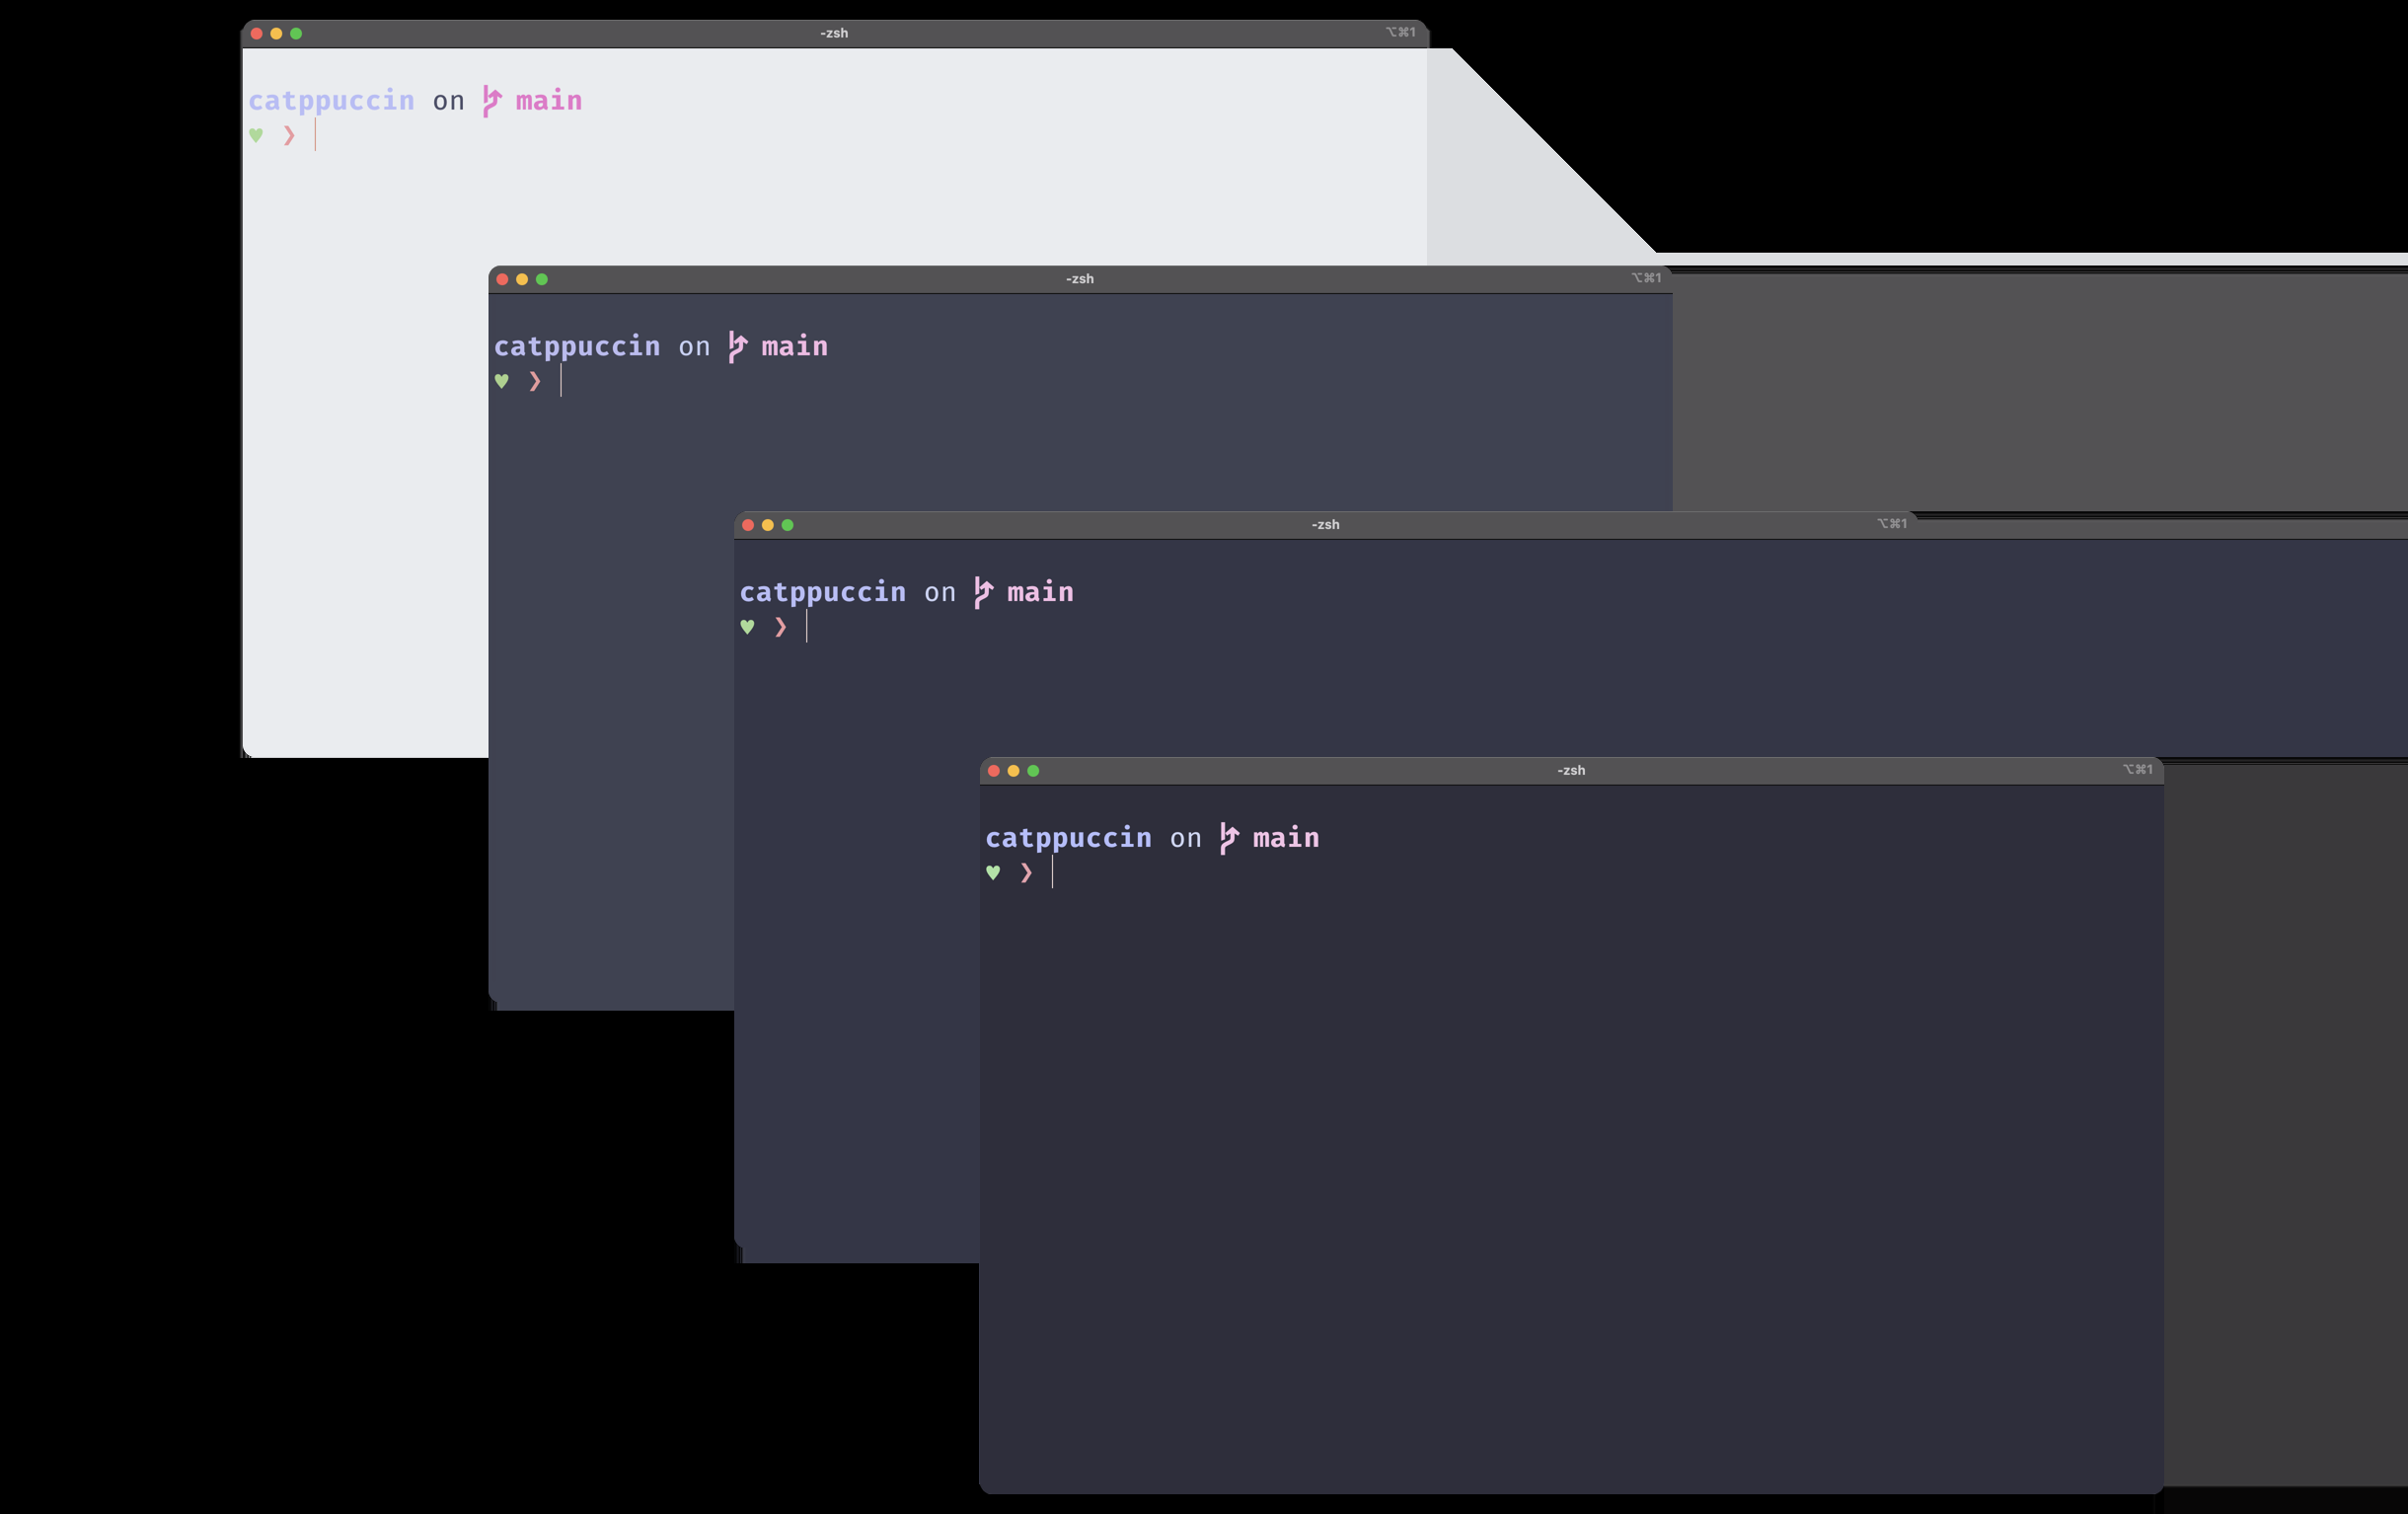 -zsh ⌥⌘1
catppuccin on main
♥ ❯
-zsh ⌥⌘1
catppuccin on main
♥ ❯
-zsh ⌥⌘1
catppuccin on main
♥ ❯
-zsh ⌥⌘1
catppuccin on main
♥ ❯